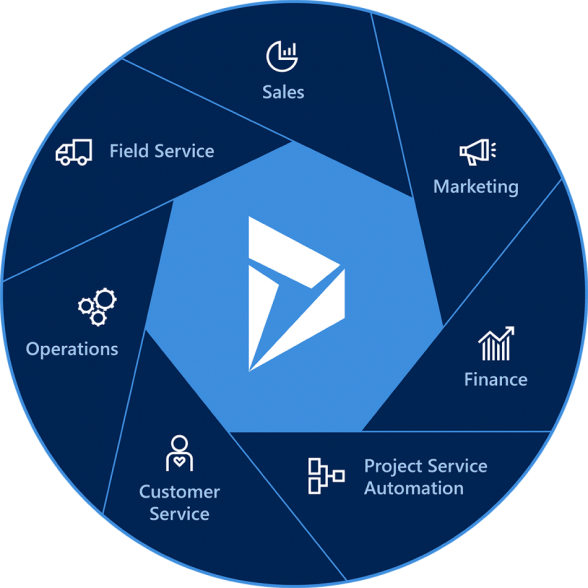 Sales
Field Service
Marketing
Operations
Finance
Project Service
Automation
Customer
Service